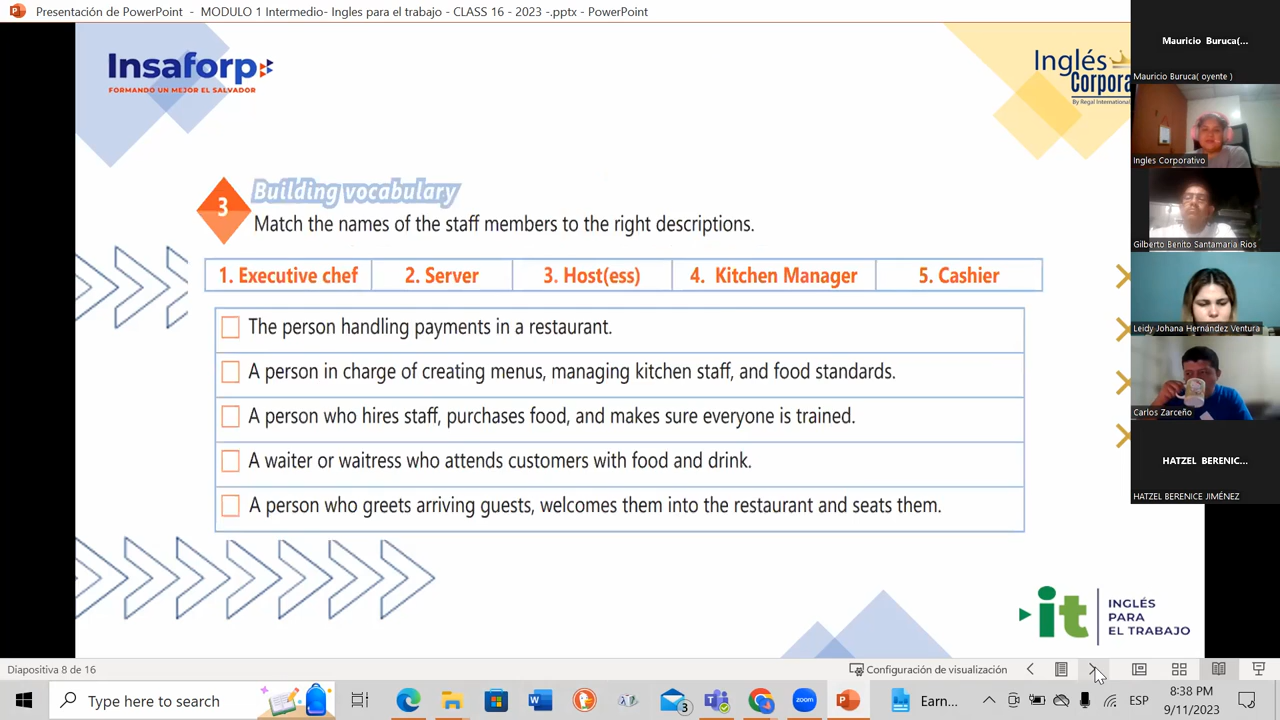 Presentación de PowerPoint - MODULO 1 Intermedio- Ingles para el trabajo - CLASS 16 - 2023 -.pptx - PowerPoint
Insaforp
FORMANDO UN MEJOR EL SALVADOR
Inglés
Corpora
By Regal International
3
Building vocabulary
Match the names of the staff members to the right descriptions.
1. Executive chef
2. Server
3. Host(ess)
4. Kitchen Manager
5. Cashier
The person handling payments in a restaurant.
A person in charge of creating menus, managing kitchen staff, and food standards.
A person who hires staff, purchases food, and makes sure everyone is trained.
A waiter or waitress who attends customers with food and drink.
A person who greets arriving guests, welcomes them into the restaurant and seats them.
it
INGLÉS
PARA
EL TRABAJO
Mauricio Buruca(...
Mauricio Buruca( oyente )
Ingles Corporativo
Gilberto Benito Santamaria Rios
Leidy Johana Hernández Ventura
Carlos Zarceño
HATZEL BERENIC...
HATZEL BERENICE JIMÉNEZ
Diapositiva 8 de 16
Configuración de visualización
Type here to search
3
zoom
Earn...
ESP
8:38 PM
9/11/2023